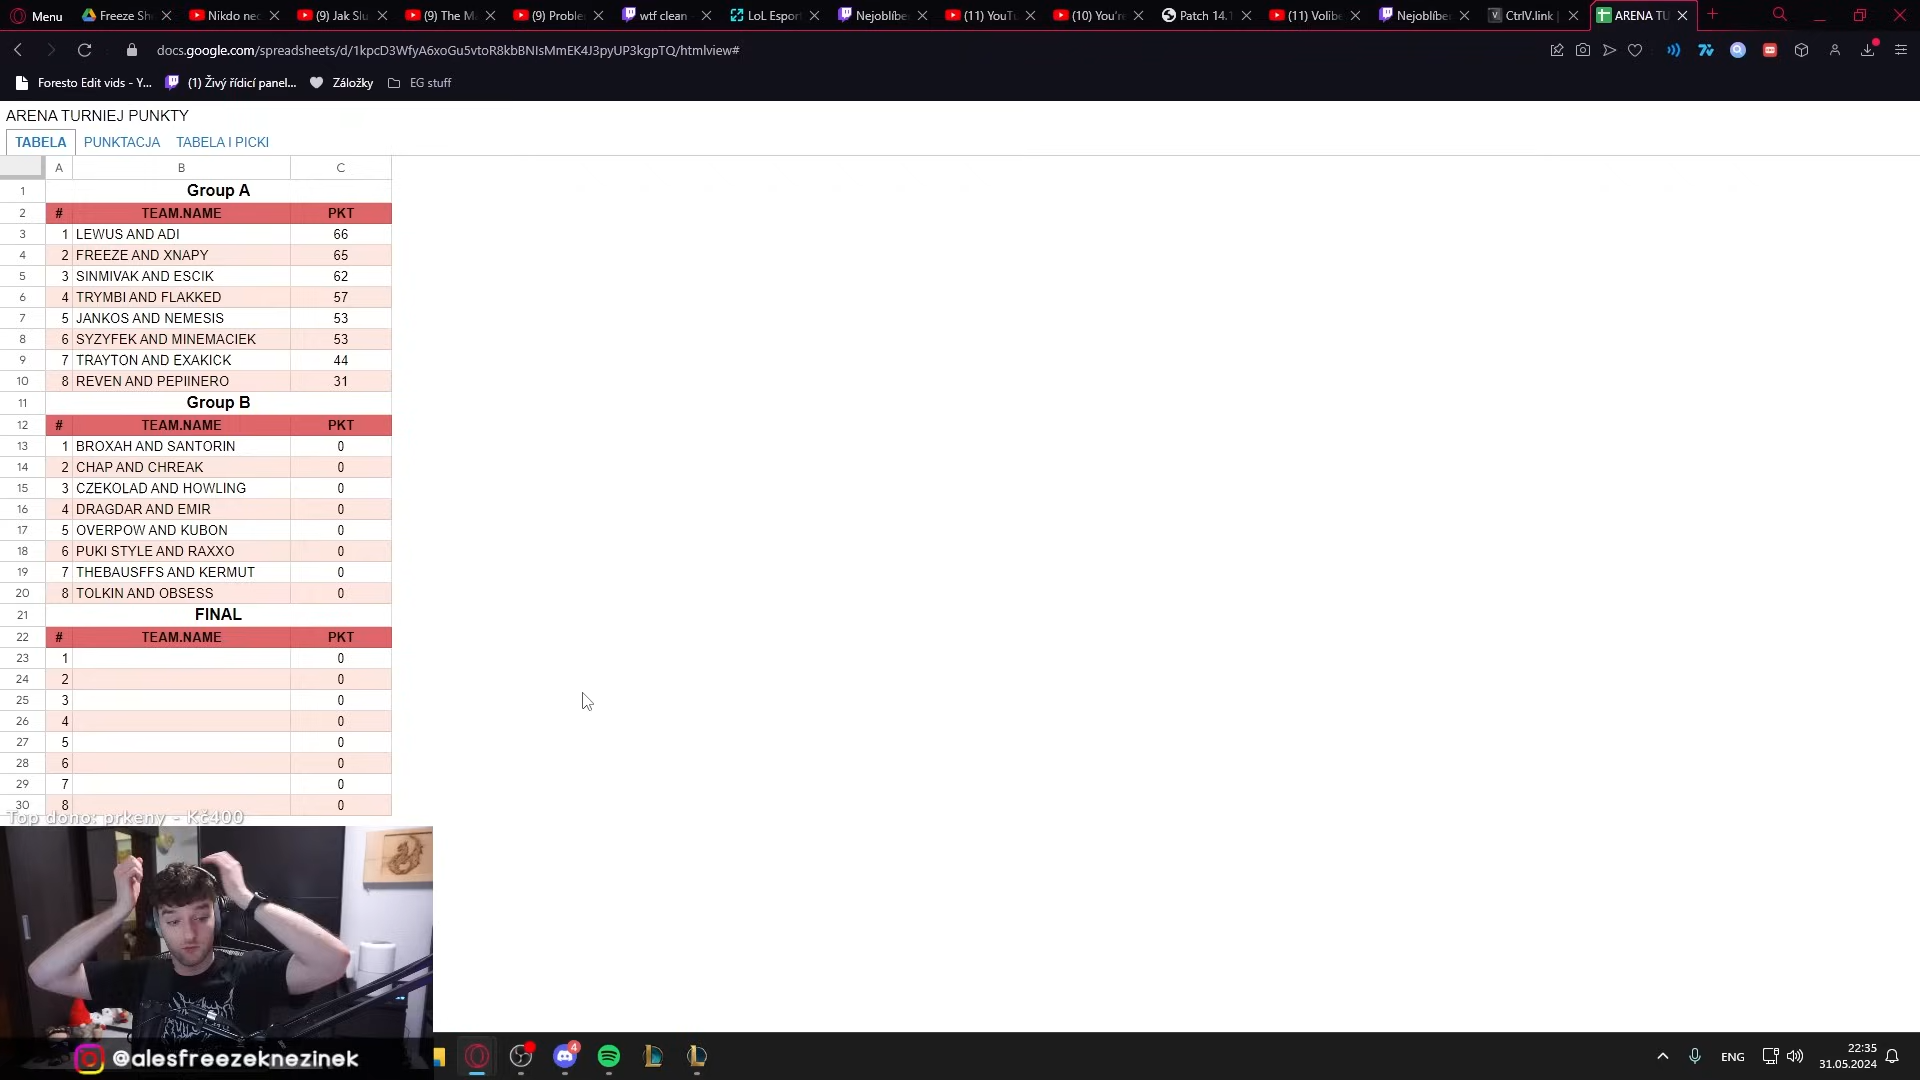 Menu
Freeze Sh
Nikdo ne
(9) Jak Slu
(9) The M
(9) Proble
wtf clean
LoL Esport
Nejoblíbe
(11) YouTu
(10) You'r
Patch 14.1
(11) Volib
Nejoblíbe
CtrlV.link |
ARENA TU
docs.google.com/spreadsheets/d/1kpcD3WfyA6xoGu5vtoR8kbBNIsMmEK4J3pyUP3kgpTQ/htmlview#
Foresto Edit vids - Y...
(1) Živý řídicí panel...
Záložky
EG stuff
ARENA TURNIEJ PUNKTY
TABELA PUNKTACJA TABELA I PICKI
A B C
1 Group A
2 # TEAM.NAME PKT
3 1 LEWUS AND ADI 66
4 2 FREEZE AND XNAPY 65
5 3 SINMIVAK AND ESCIK 62
6 4 TRYMBI AND FLAKKED 57
7 5 JANKOS AND NEMESIS 53
8 6 SYZYFEK AND MINEMACIEK 53
9 7 TRAYTON AND EXAKICK 44
10 8 REVEN AND PEPIINERO 31
11 Group B
12 # TEAM.NAME PKT
13 1 BROXAH AND SANTORIN 0
14 2 CHAP AND CHREAK 0
15 3 CZEKOLAD AND HOWLING 0
16 4 DRAGDAR AND EMIR 0
17 5 OVERPOW AND KUBON 0
18 6 PUKI STYLE AND RAXXO 0
19 7 THEBAUSFFS AND KERMUT 0
20 8 TOLKIN AND OBSESS 0
21 FINAL
22 # TEAM.NAME PKT
23 1 0
24 2 0
25 3 0
26 4 0
27 5 0
28 6 0
29 7 0
30 8 0
Top dono: prkeny - Kč400
@alesfreezeknezinek
4
ENG
22:35
31.05.2024